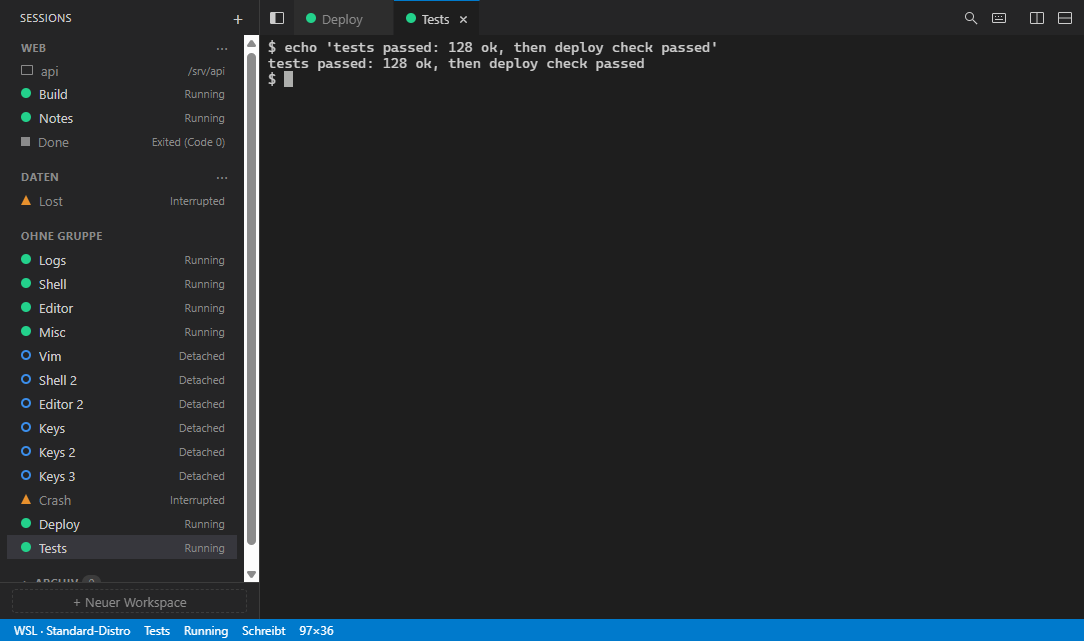 SESSIONS +
WEB ...
api /srv/api
Build Running
Notes Running
Done Exited (Code 0)
DATEN ...
Lost Interrupted
OHNE GRUPPE
Logs Running
Shell Running
Editor Running
Misc Running
Vim Detached
Shell 2 Detached
Editor 2 Detached
Keys Detached
Keys 2 Detached
Keys 3 Detached
Crash Interrupted
Deploy Running
Tests Running
ARCHIV
+ Neuer Workspace
Deploy
Tests ×
$ echo 'tests passed: 128 ok, then deploy check passed'
tests passed: 128 ok, then deploy check passed
$
WSL · Standard-Distro Tests Running Schreibt 97×36